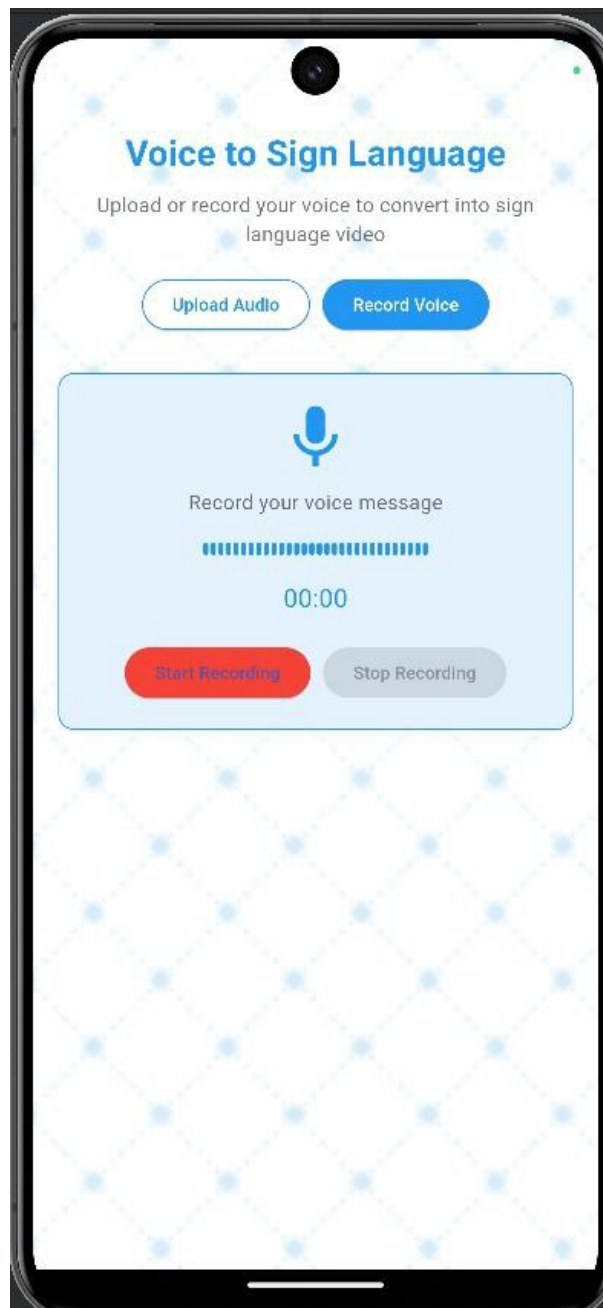 Voice to Sign Language
Upload or record your voice to convert into sign
language video
Upload Audio
Record Voice
Record your voice message
00:00
Start Recording
Stop Recording